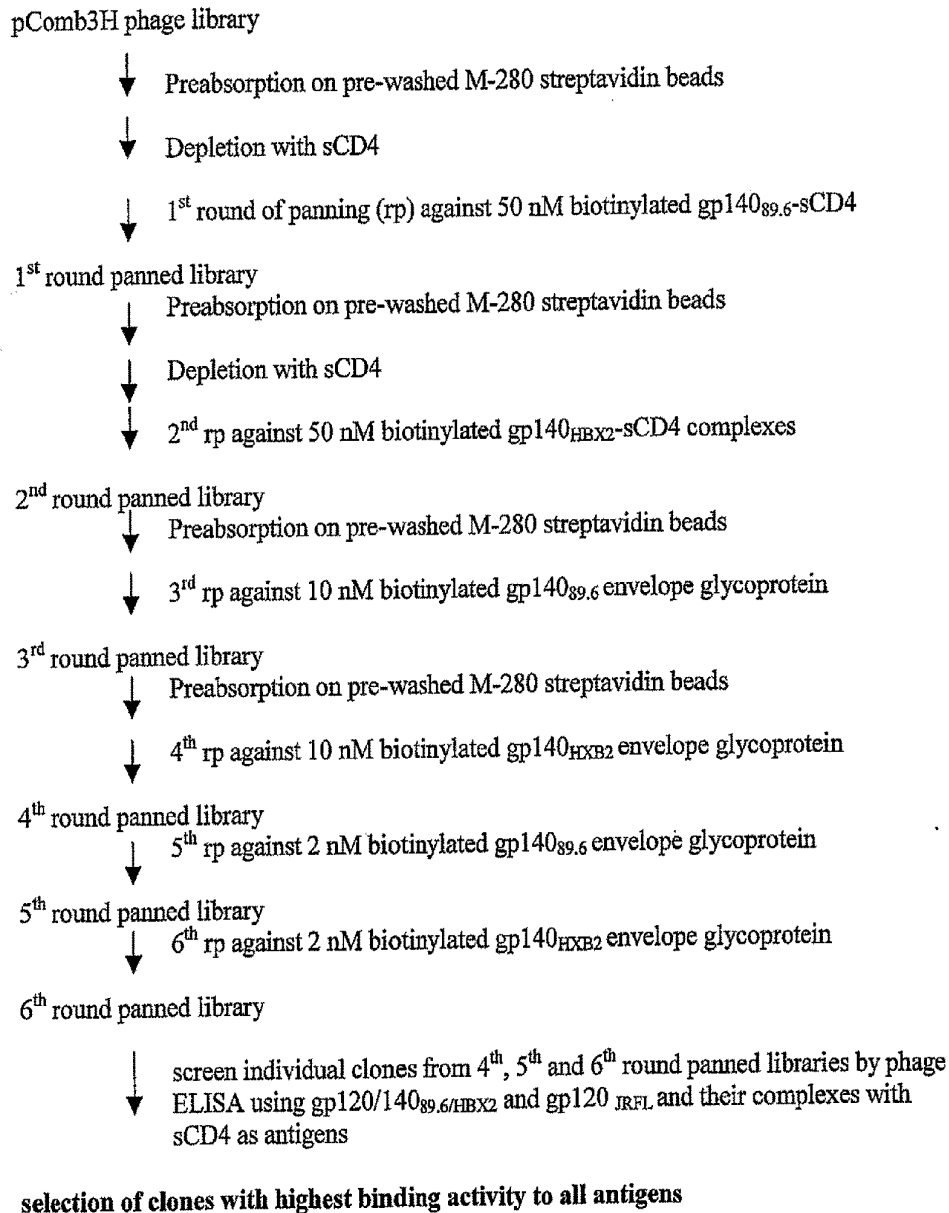 pComb3H phage library
Preabsorption on pre-washed M-280 streptavidin beads
Depletion with sCD4
1st round of panning (rp) against 50 nM biotinylated gp14089.6-sCD4
1st round panned library
Preabsorption on pre-washed M-280 streptavidin beads
Depletion with sCD4
2nd rp against 50 nM biotinylated gp140HBX2-sCD4 complexes
2nd round panned library
Preabsorption on pre-washed M-280 streptavidin beads
3rd rp against 10 nM biotinylated gp14089.6 envelope glycoprotein
3rd round panned library
Preabsorption on pre-washed M-280 streptavidin beads
4th rp against 10 nM biotinylated gp140HXB2 envelope glycoprotein
4th round panned library
5th rp against 2 nM biotinylated gp14089.6 envelope glycoprotein
5th round panned library
6th rp against 2 nM biotinylated gp140HXB2 envelope glycoprotein
6th round panned library
screen individual clones from 4th, 5th and 6th round panned libraries by phage
ELISA using gp120/14089.6/HBX2 and gp120 JRFL and their complexes with
sCD4 as antigens
selection of clones with highest binding activity to all antigens